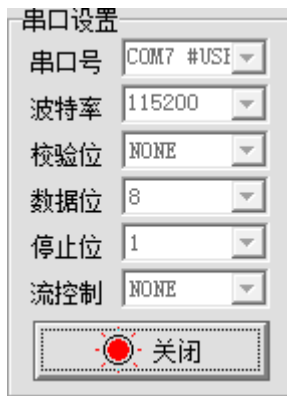 串口设置
串口号 COM7 #USE
波特率 115200
校验位 NONE
数据位 8
停止位 1
流控制 NONE
关闭